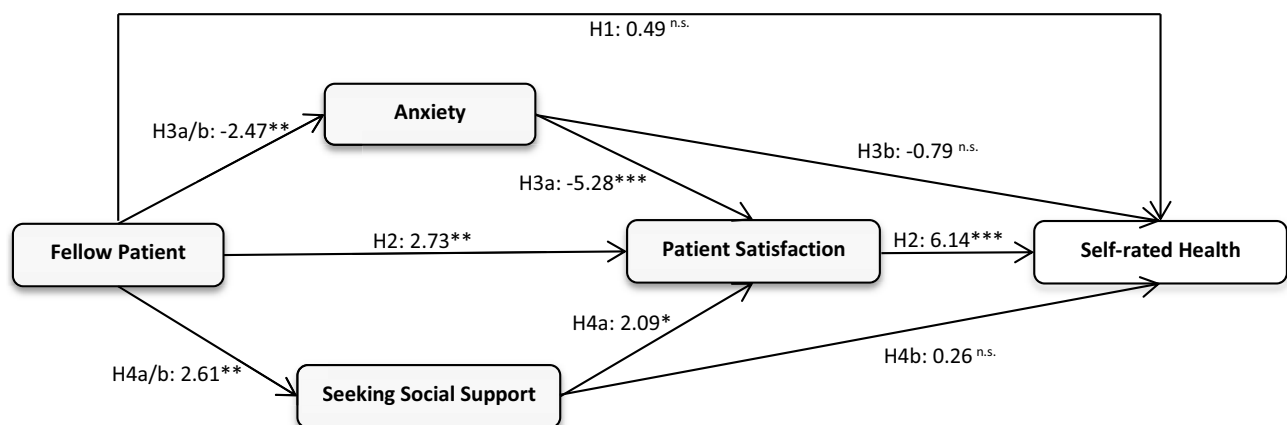 H1: 0.49 n.s.
Anxiety
H3a/b: -2.47**
H3b: -0.79 n.s.
H3a: -5.28***
Fellow Patient
H2: 2.73**
Patient Satisfaction
H2: 6.14***
Self-rated Health
H4a: 2.09*
H4b: 0.26 n.s.
H4a/b: 2.61**
Seeking Social Support